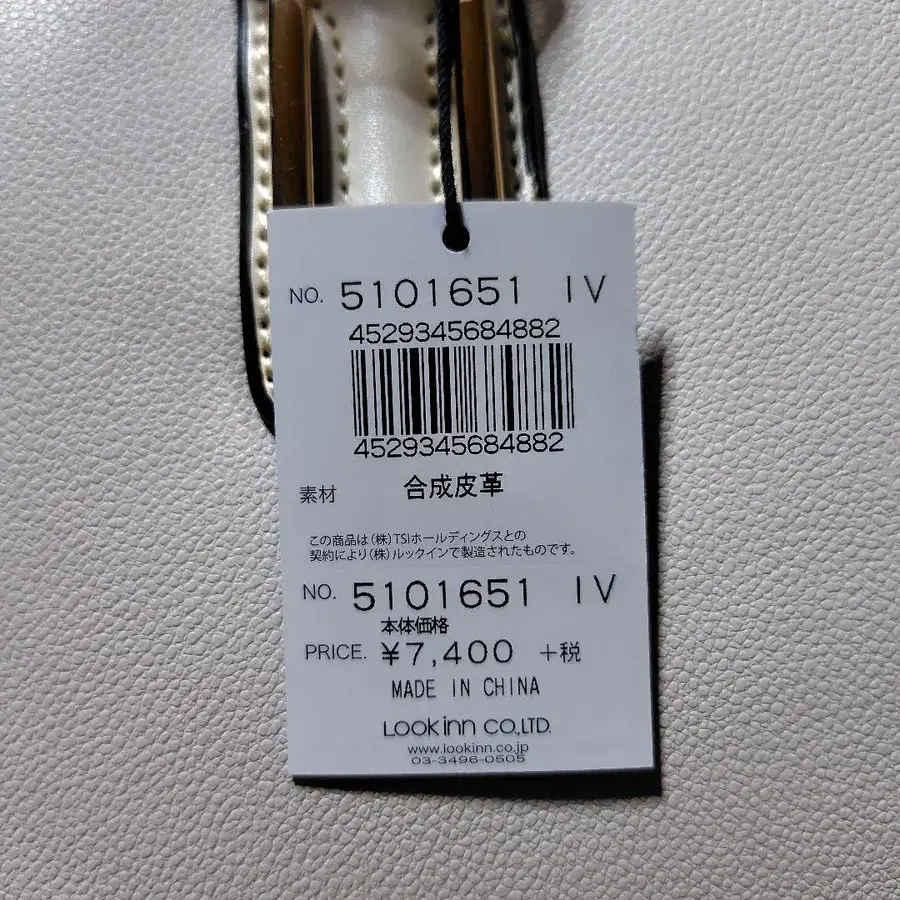 NO. 5101651 IV
4529345684882
4529345684882
素材 合成皮革
この商品は(株)TSIホールディングスとの
契約により(株)ルックインで製造されたものです。
NO. 5101651 IV
本体価格
PRICE. ¥7,400 +税
MADE IN CHINA
LOOKINN CO.,LTD.
www.lookinn.co.jp
03-3496-0505